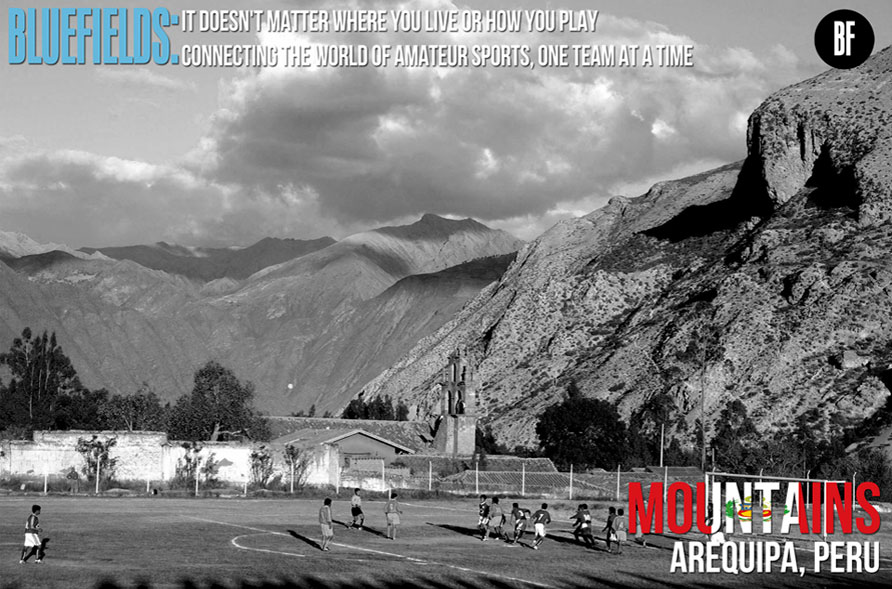 BLUEFIELDS:
IT DOESN'T MATTER WHERE YOU LIVE OR HOW YOU PLAY
CONNECTING THE WORLD OF AMATEUR SPORTS, ONE TEAM AT A TIME
BF
MOUNTAINS
AREQUIPA, PERU